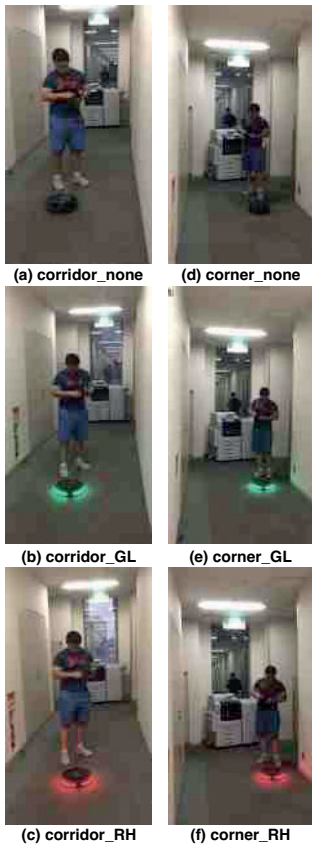 (a) corridor_none
(d) corner_none
(b) corridor_GL
(e) corner_GL
(c) corridor_RH
(f) corner_RH